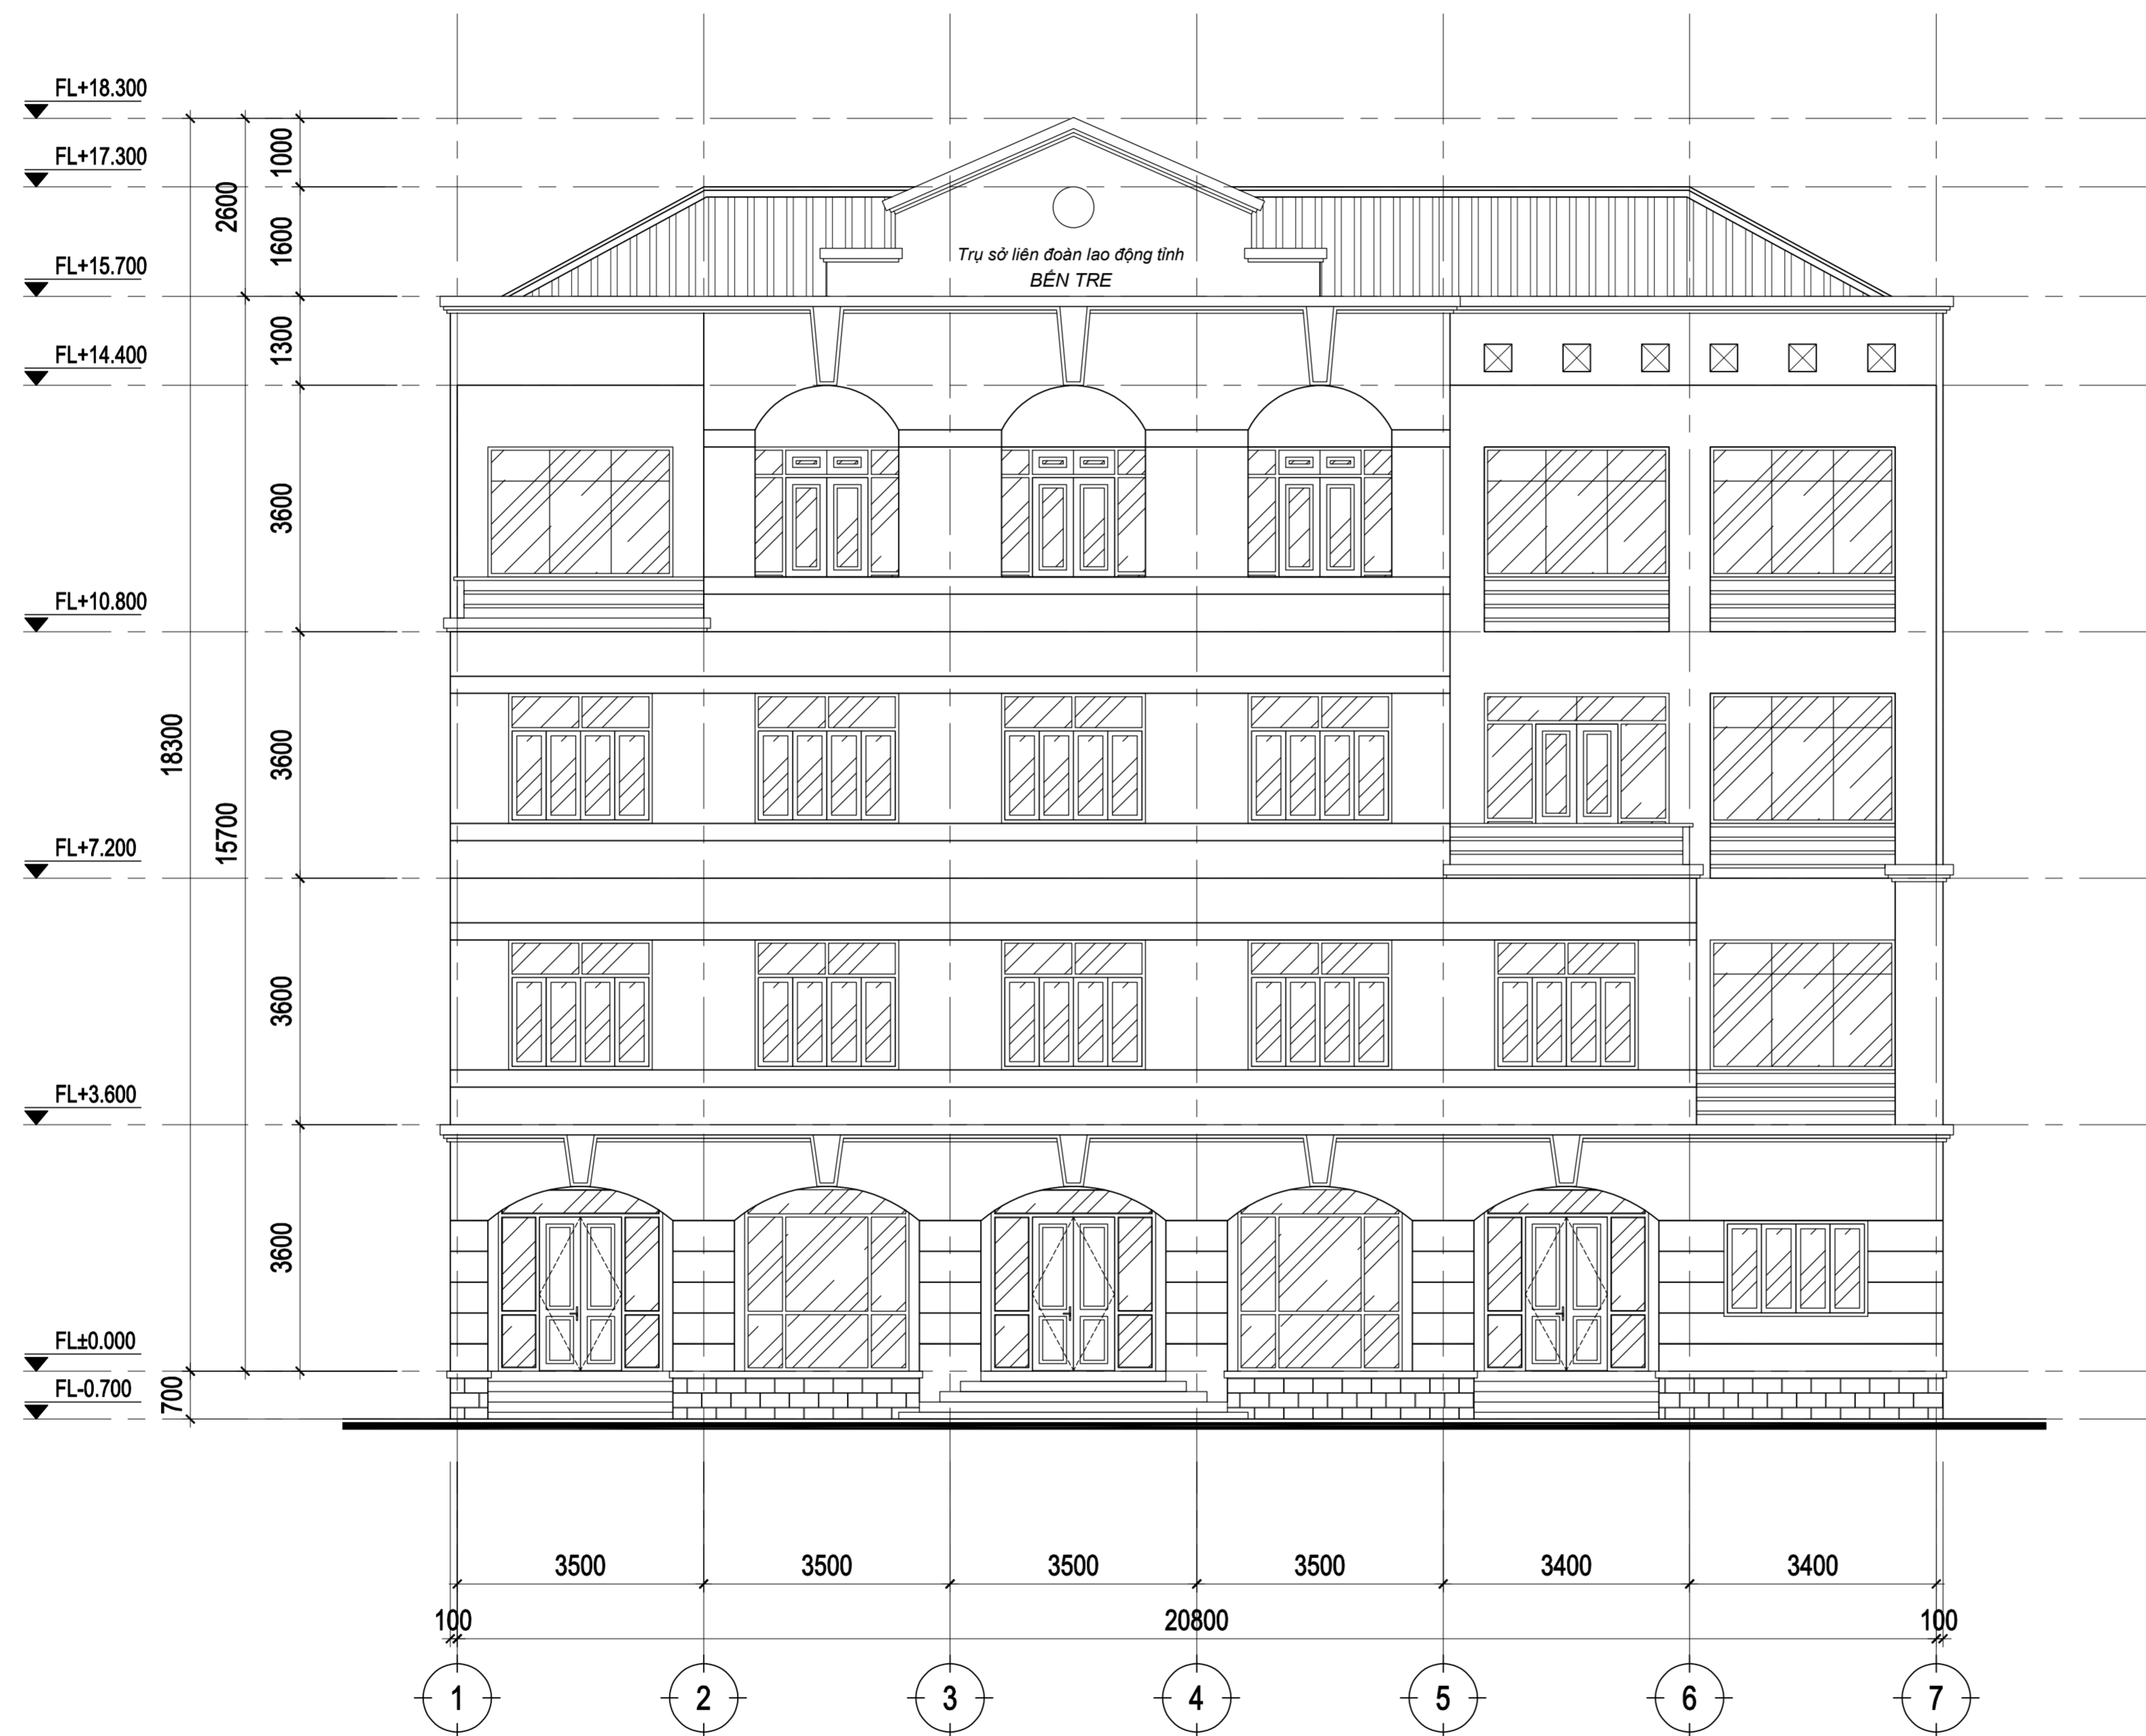 FL+18.300
FL+17.300
1000
2600
1600
FL+15.700
Trụ sở liên đoàn lao động tỉnh
BẾN TRE
1300
FL+14.400
3600
FL+10.800
18300
3600
15700
FL+7.200
3600
FL+3.600
3600
FL±0.000
FL-0.700
700
3500 3500 3500 3500 3400 3400
100 20800 100
1 2 3 4 5 6 7